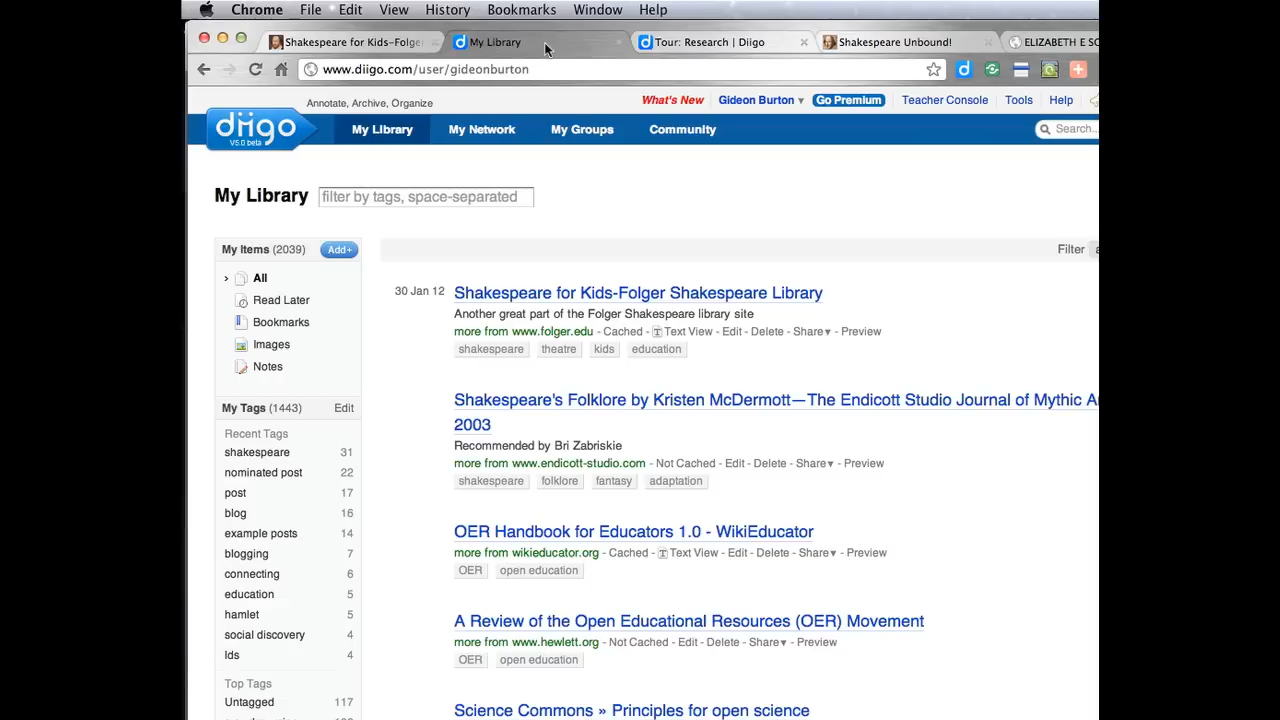 Chrome File Edit View History Bookmarks Window Help
Shakespeare for Kids-Folger My Library Tour: Research | Diigo Shakespeare Unbound! ELIZABETH E SC
www.diigo.com/user/gideonburton
Annotate, Archive, Organize What's New Gideon Burton Go Premium Teacher Console Tools Help
diigo
V5.0 beta
My Library My Network My Groups Community Search...
My Library filter by tags, space-separated
My Items (2039) Add+
Filter a
All
Read Later
Bookmarks
Images
Notes
My Tags (1443) Edit
Recent Tags
shakespeare 31
nominated post 22
post 17
blog 16
example posts 14
blogging 7
connecting 6
education 5
hamlet 5
social discovery 4
lds 4
Top Tags
Untagged 117
30 Jan 12 Shakespeare for Kids-Folger Shakespeare Library
Another great part of the Folger Shakespeare library site
more from www.folger.edu - Cached - T Text View - Edit - Delete - Share▾ - Preview
shakespeare theatre kids education
Shakespeare's Folklore by Kristen McDermott—The Endicott Studio Journal of Mythic A
2003
Recommended by Bri Zabriskie
more from www.endicott-studio.com - Not Cached - Edit - Delete - Share▾ - Preview
shakespeare folklore fantasy adaptation
OER Handbook for Educators 1.0 - WikiEducator
more from wikieducator.org - Cached - T Text View - Edit - Delete - Share▾ - Preview
OER open education
A Review of the Open Educational Resources (OER) Movement
more from www.hewlett.org - Not Cached - Edit - Delete - Share▾ - Preview
OER open education
Science Commons » Principles for open science